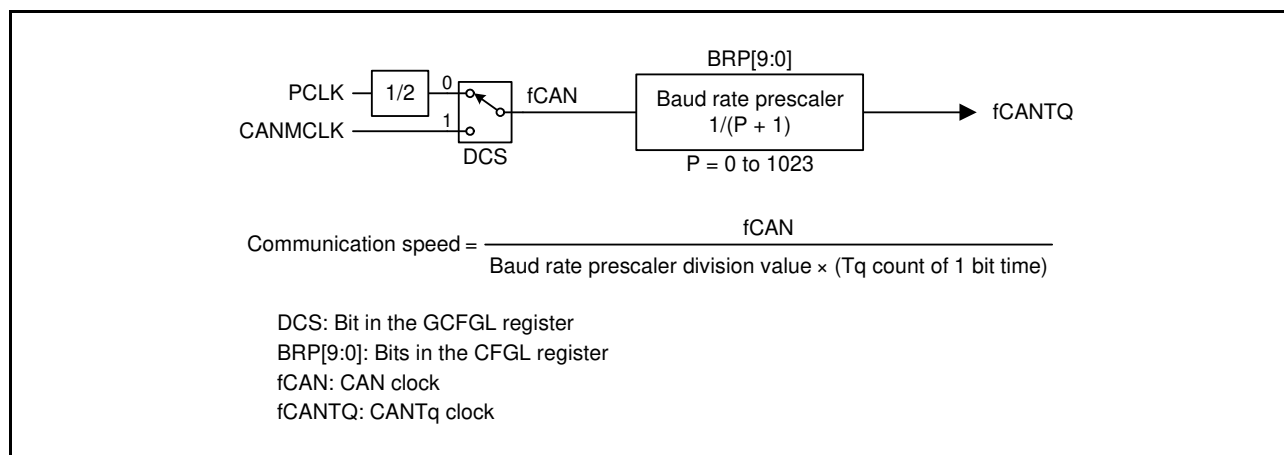 BRP[9:0]
PCLK 1/2 0 fCAN Baud rate prescaler fCANTQ
CANMCLK 1 1/(P + 1)
DCS P = 0 to 1023
fCAN
Communication speed =
Baud rate prescaler division value × (Tq count of 1 bit time)
DCS: Bit in the GCFGL register
BRP[9:0]: Bits in the CFGL register
fCAN: CAN clock
fCANTQ: CANTq clock